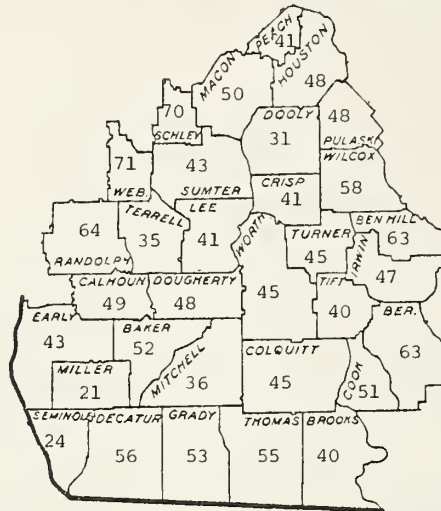 PEACH
41
MACON
50
HOUSTON
48
70
SCHLEY
DOOLY
31
48
PULASKI
71
WEB.
43
SUMTER
CRISP
41
WILCOX
58
64
RANDOLPH
TERRELL
35
LEE
41
WORTH
45
TURNER
45
BEN HILL
63
IRWIN
47
CALHOUN
49
DOUGHERTY
48
TIFT
40
BER.
63
EARLY
43
BAKER
52
MITCHELL
36
COLQUITT
45
COOK
51
MILLER
21
SEMINOLE
24
DECATUR
56
GRADY
53
THOMAS
55
BROOKS
40